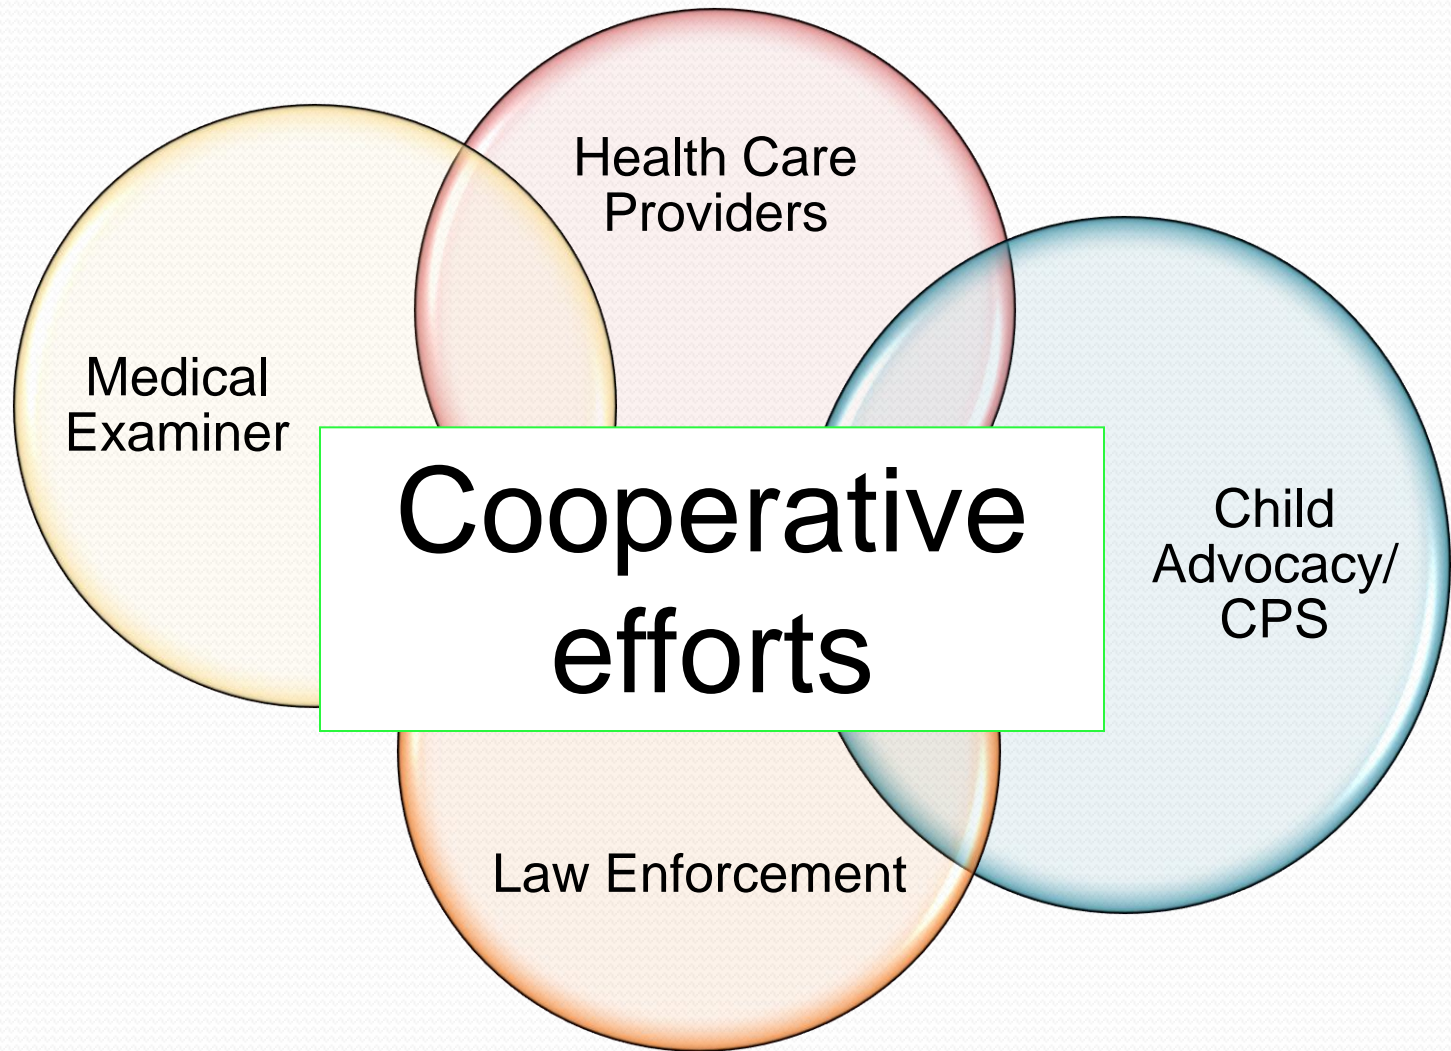 Health Care
Providers
Medical
Examiner
Cooperative
efforts
Child
Advocacy/
CPS
Law Enforcement